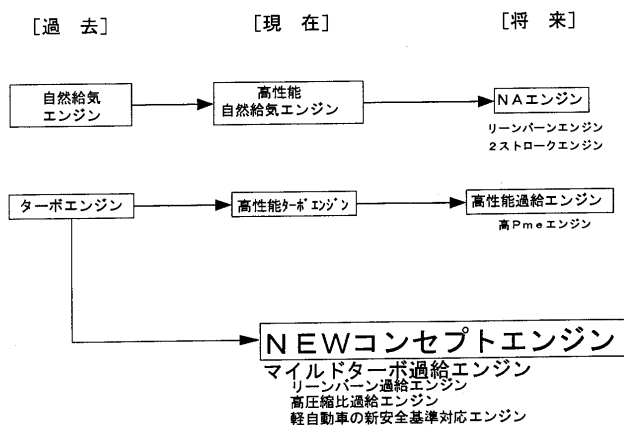 ［過 去］ ［現 在］ ［将 来］
自然給気
エンジン
高性能
自然給気エンジン
ＮＡエンジン
リーンバーンエンジン
２ストロークエンジン
ターボエンジン
高性能ﾀｰﾎﾞｴﾝｼﾞﾝ
高性能過給エンジン
高Ｐｍｅエンジン
ＮＥＷコンセプトエンジン
マイルドターボ過給エンジン
リーンバーン過給エンジン
高圧縮比過給エンジン
軽自動車の新安全基準対応エンジン